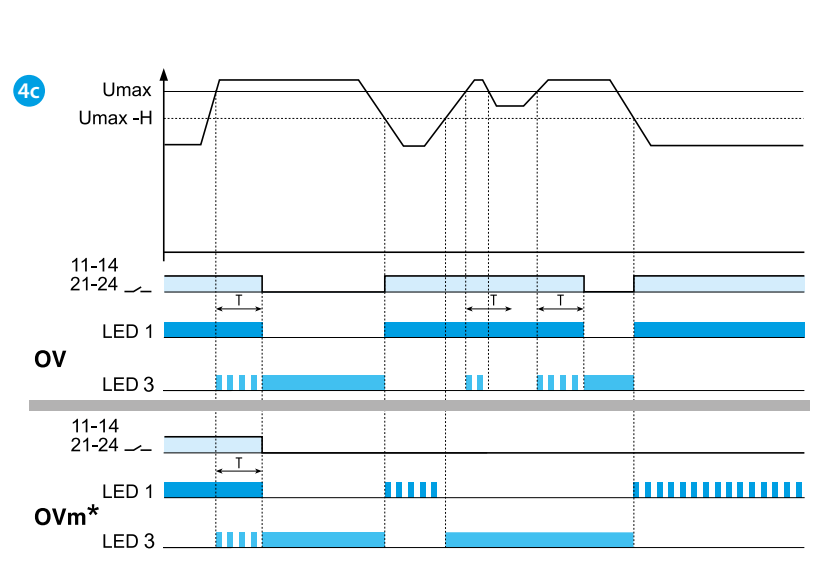 4c
Umax
Umax -H
11-14
21-24
T T T
LED 1
OV
LED 3
11-14
21-24
T
LED 1
OVm*
LED 3